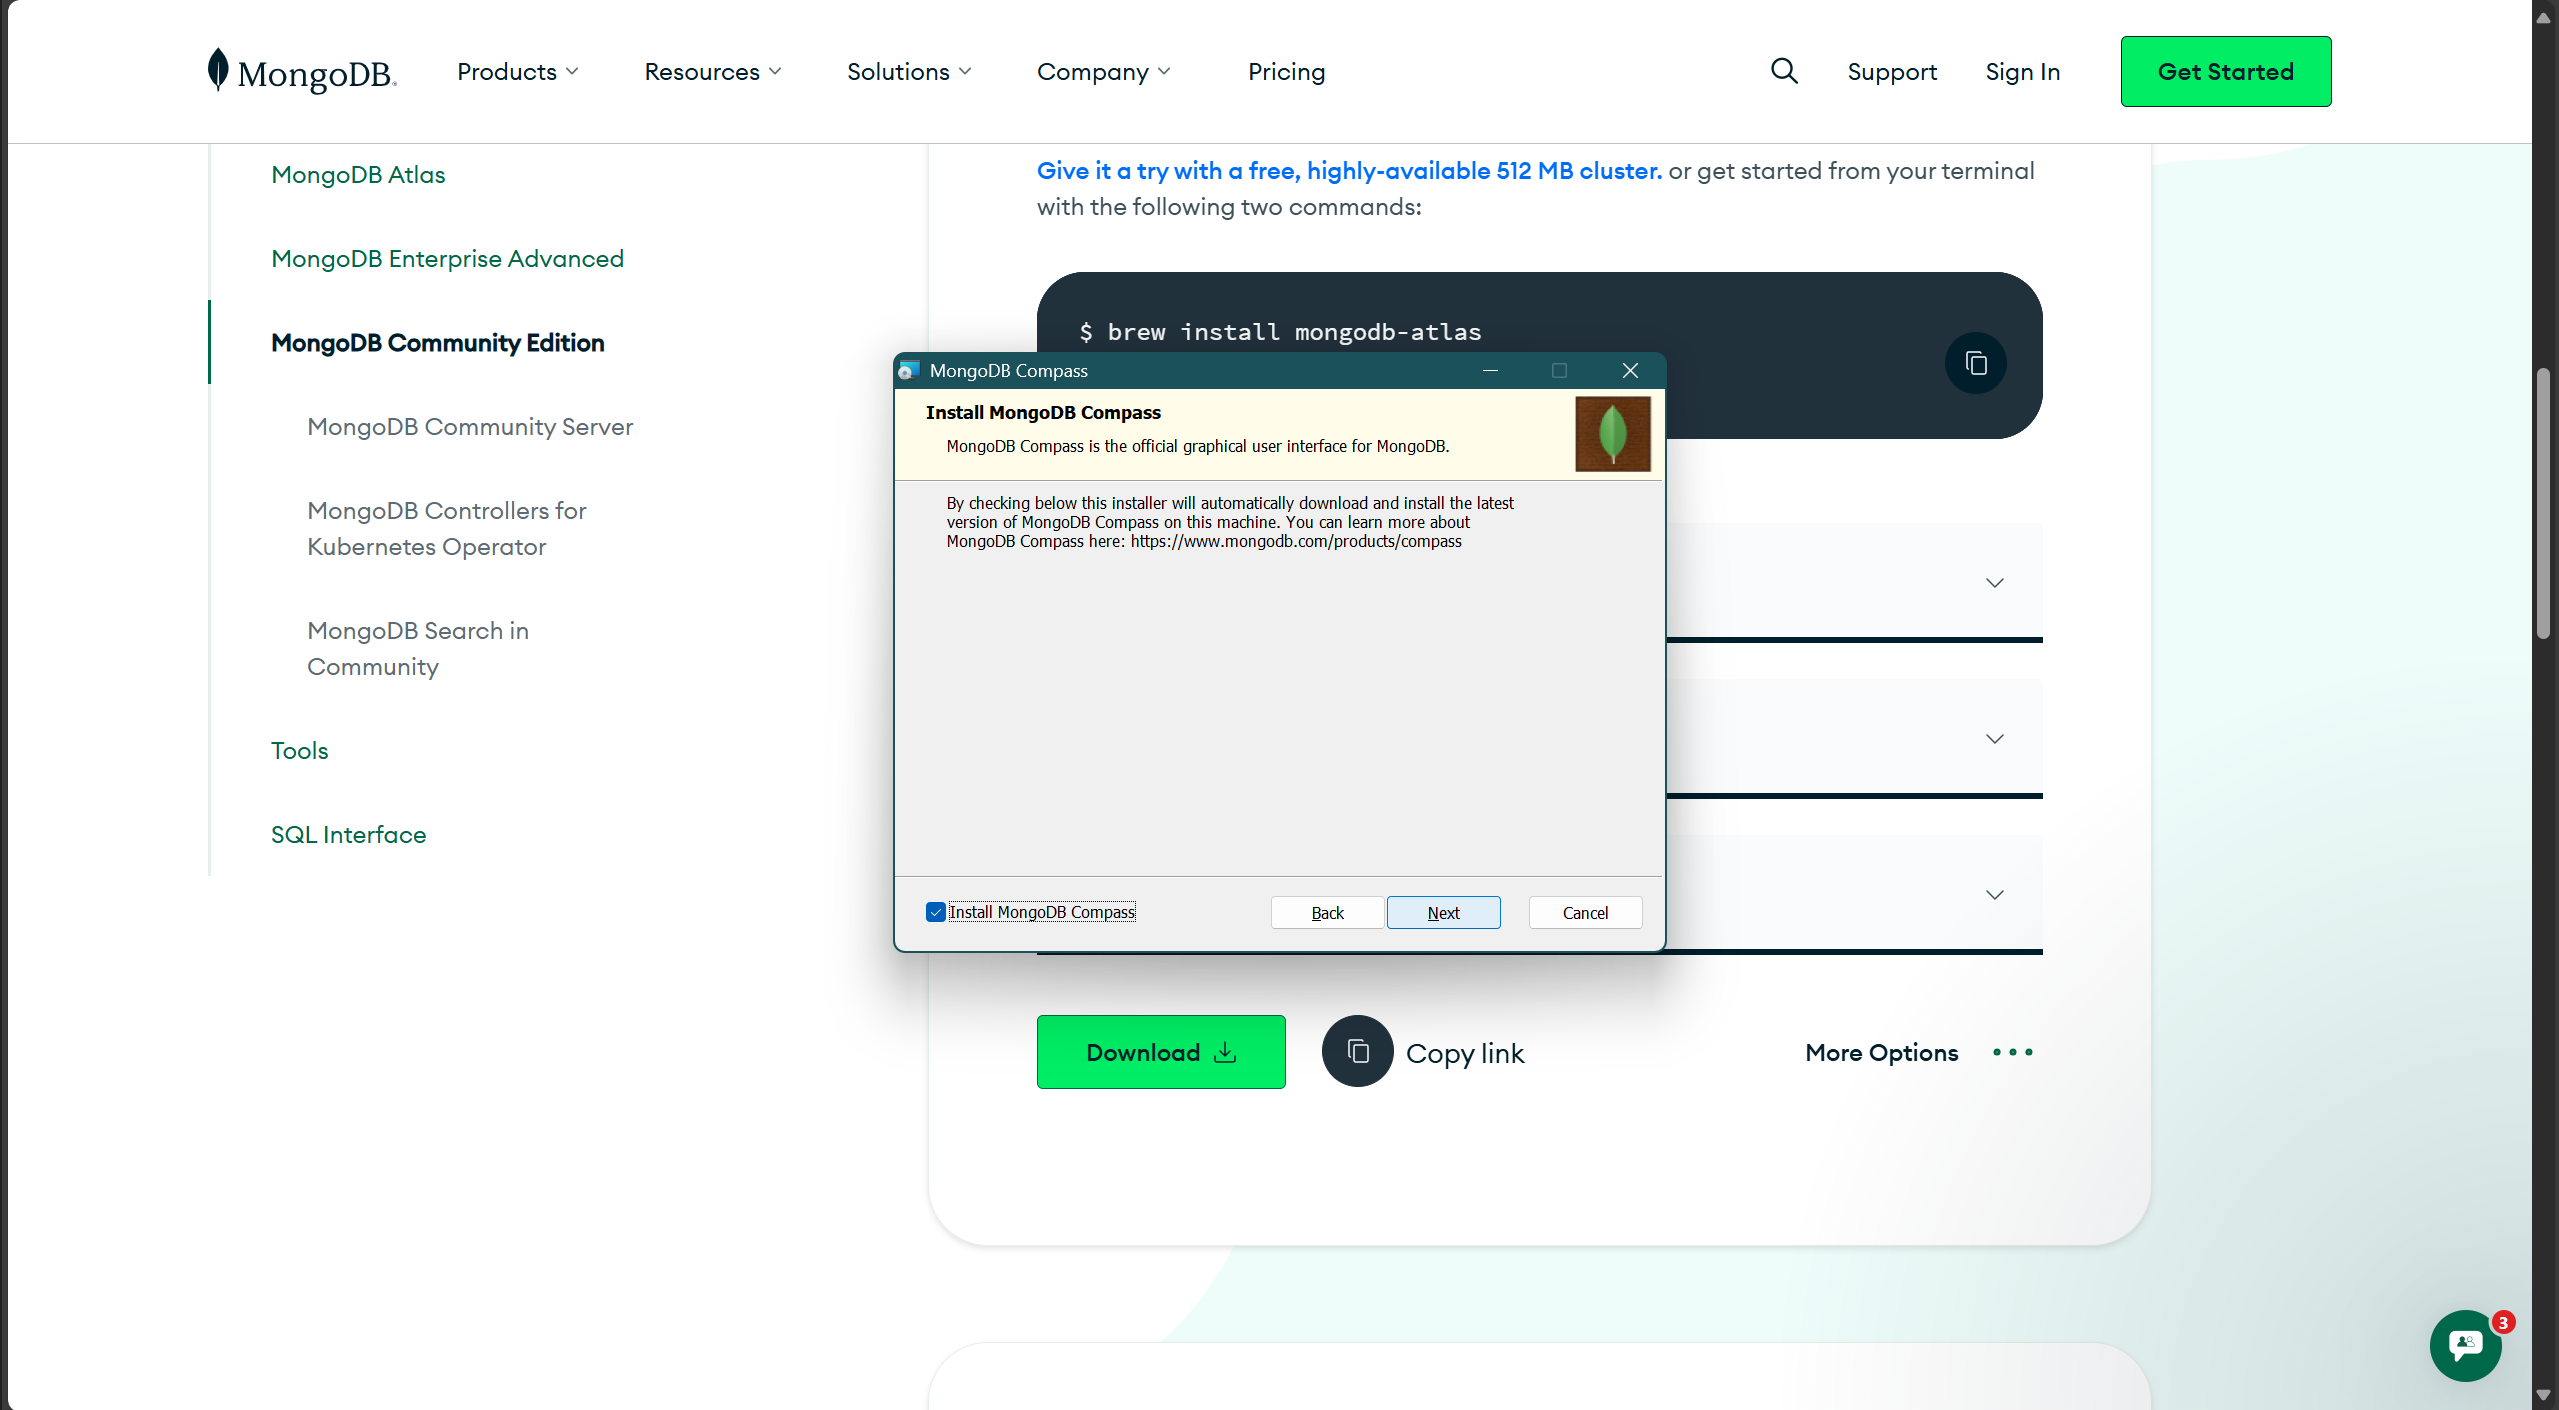 MongoDB.
Products
Resources
Solutions
Company
Pricing
Support
Sign In
Get Started
MongoDB Atlas
MongoDB Enterprise Advanced
MongoDB Community Edition
MongoDB Community Server
MongoDB Controllers for
Kubernetes Operator
MongoDB Search in
Community
Tools
SQL Interface
Give it a try with a free, highly-available 512 MB cluster. or get started from your terminal
with the following two commands:
$ brew install mongodb-atlas
MongoDB Compass
Install MongoDB Compass
MongoDB Compass is the official graphical user interface for MongoDB.
By checking below this installer will automatically download and install the latest
version of MongoDB Compass on this machine. You can learn more about
MongoDB Compass here: https://www.mongodb.com/products/compass
Install MongoDB Compass
Back
Next
Cancel
Download
Copy link
More Options
3